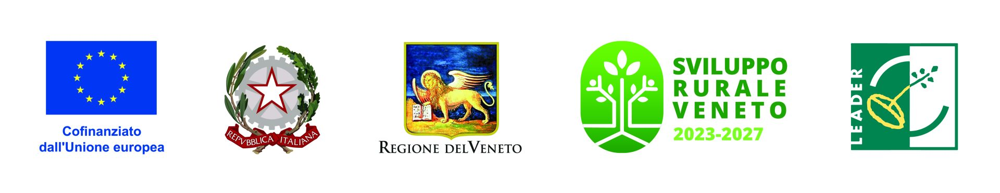 Cofinanziato
dall'Unione europea
REPVBBLICA ITALIANA
REGIONE DEL VENETO
SVILUPPO
RURALE
VENETO
2023-2027
LEADER